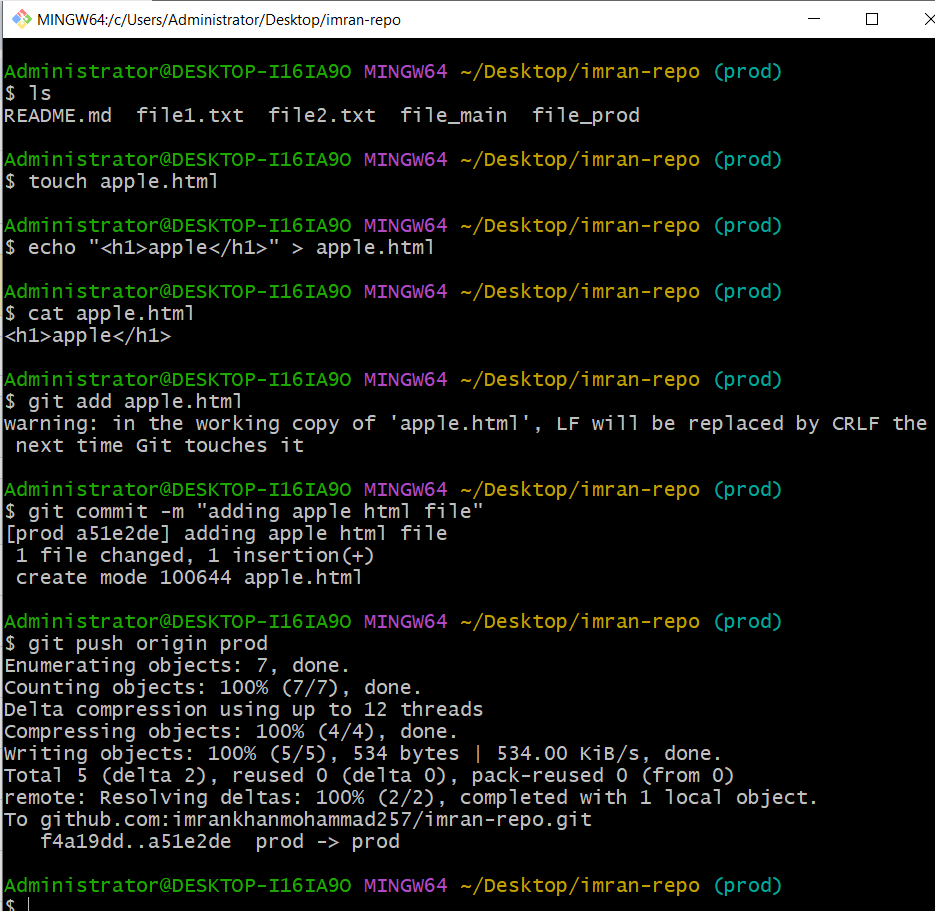 MINGW64:/c/Users/Administrator/Desktop/imran-repo
Administrator@DESKTOP-I16IA9O MINGW64 ~/Desktop/imran-repo (prod)
$ ls
README.md  file1.txt  file2.txt  file_main  file_prod
Administrator@DESKTOP-I16IA9O MINGW64 ~/Desktop/imran-repo (prod)
$ touch apple.html
Administrator@DESKTOP-I16IA9O MINGW64 ~/Desktop/imran-repo (prod)
$ echo "<h1>apple</h1>" > apple.html
Administrator@DESKTOP-I16IA9O MINGW64 ~/Desktop/imran-repo (prod)
$ cat apple.html
<h1>apple</h1>
Administrator@DESKTOP-I16IA9O MINGW64 ~/Desktop/imran-repo (prod)
$ git add apple.html
warning: in the working copy of 'apple.html', LF will be replaced by CRLF the
 next time Git touches it
Administrator@DESKTOP-I16IA9O MINGW64 ~/Desktop/imran-repo (prod)
$ git commit -m "adding apple html file"
[prod a51e2de] adding apple html file
 1 file changed, 1 insertion(+)
 create mode 100644 apple.html
Administrator@DESKTOP-I16IA9O MINGW64 ~/Desktop/imran-repo (prod)
$ git push origin prod
Enumerating objects: 7, done.
Counting objects: 100% (7/7), done.
Delta compression using up to 12 threads
Compressing objects: 100% (4/4), done.
Writing objects: 100% (5/5), 534 bytes | 534.00 KiB/s, done.
Total 5 (delta 2), reused 0 (delta 0), pack-reused 0 (from 0)
remote: Resolving deltas: 100% (2/2), completed with 1 local object.
To github.com:imrankhanmohammad257/imran-repo.git
   f4a19dd..a51e2de  prod -> prod
Administrator@DESKTOP-I16IA9O MINGW64 ~/Desktop/imran-repo (prod)
$